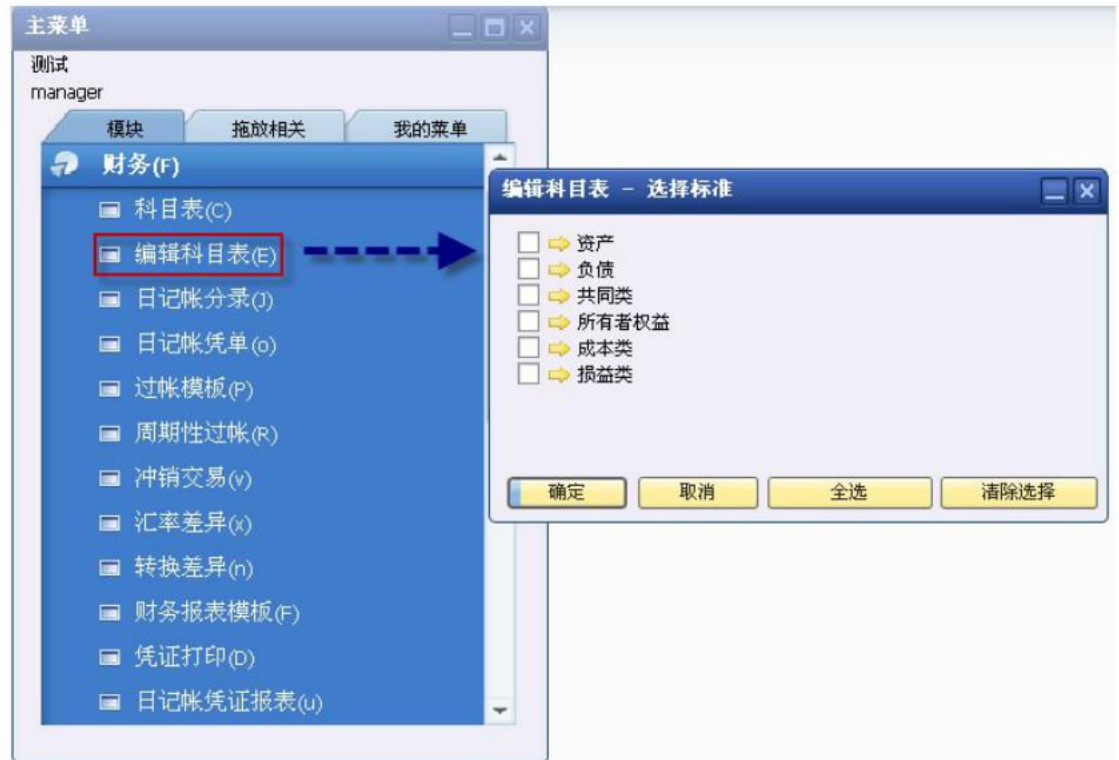 主菜单
测试
manager
模块 拖放相关 我的菜单
财务(F)
科目表(C)
编辑科目表(E)
日记帐分录(J)
日记帐凭单(o)
过帐模板(P)
周期性过帐(R)
冲销交易(v)
汇率差异(x)
转换差异(n)
财务报表模板(F)
凭证打印(D)
日记帐凭证报表(u)
编辑科目表 - 选择标准
资产
负债
共同类
所有者权益
成本类
损益类
确定 取消 全选 清除选择